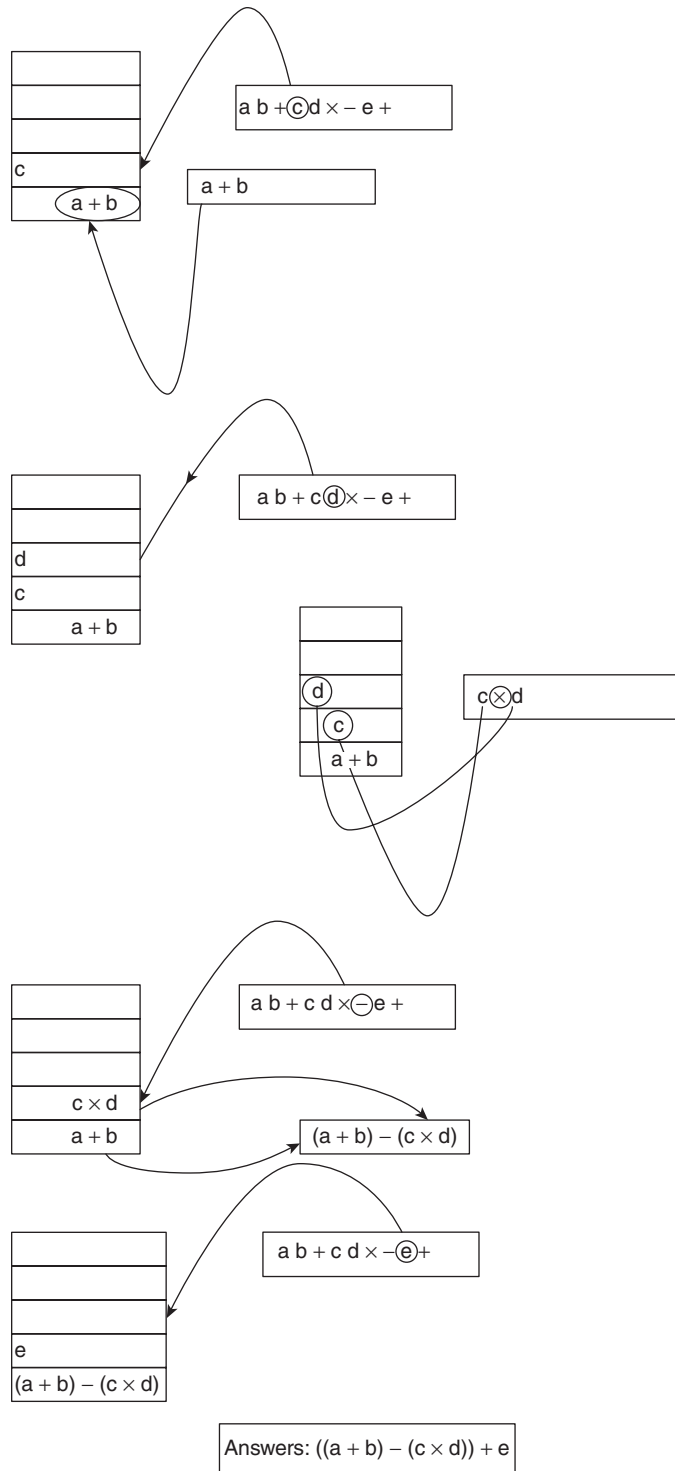 a b + c d × − e +
c
a + b
a + b
a b + c d × − e +
d
c
a + b
d
c × d
c
a + b
a b + c d × − e +
c × d
a + b
(a + b) − (c × d)
a b + c d × − e +
e
(a + b) − (c × d)
Answers: ((a + b) − (c × d)) + e